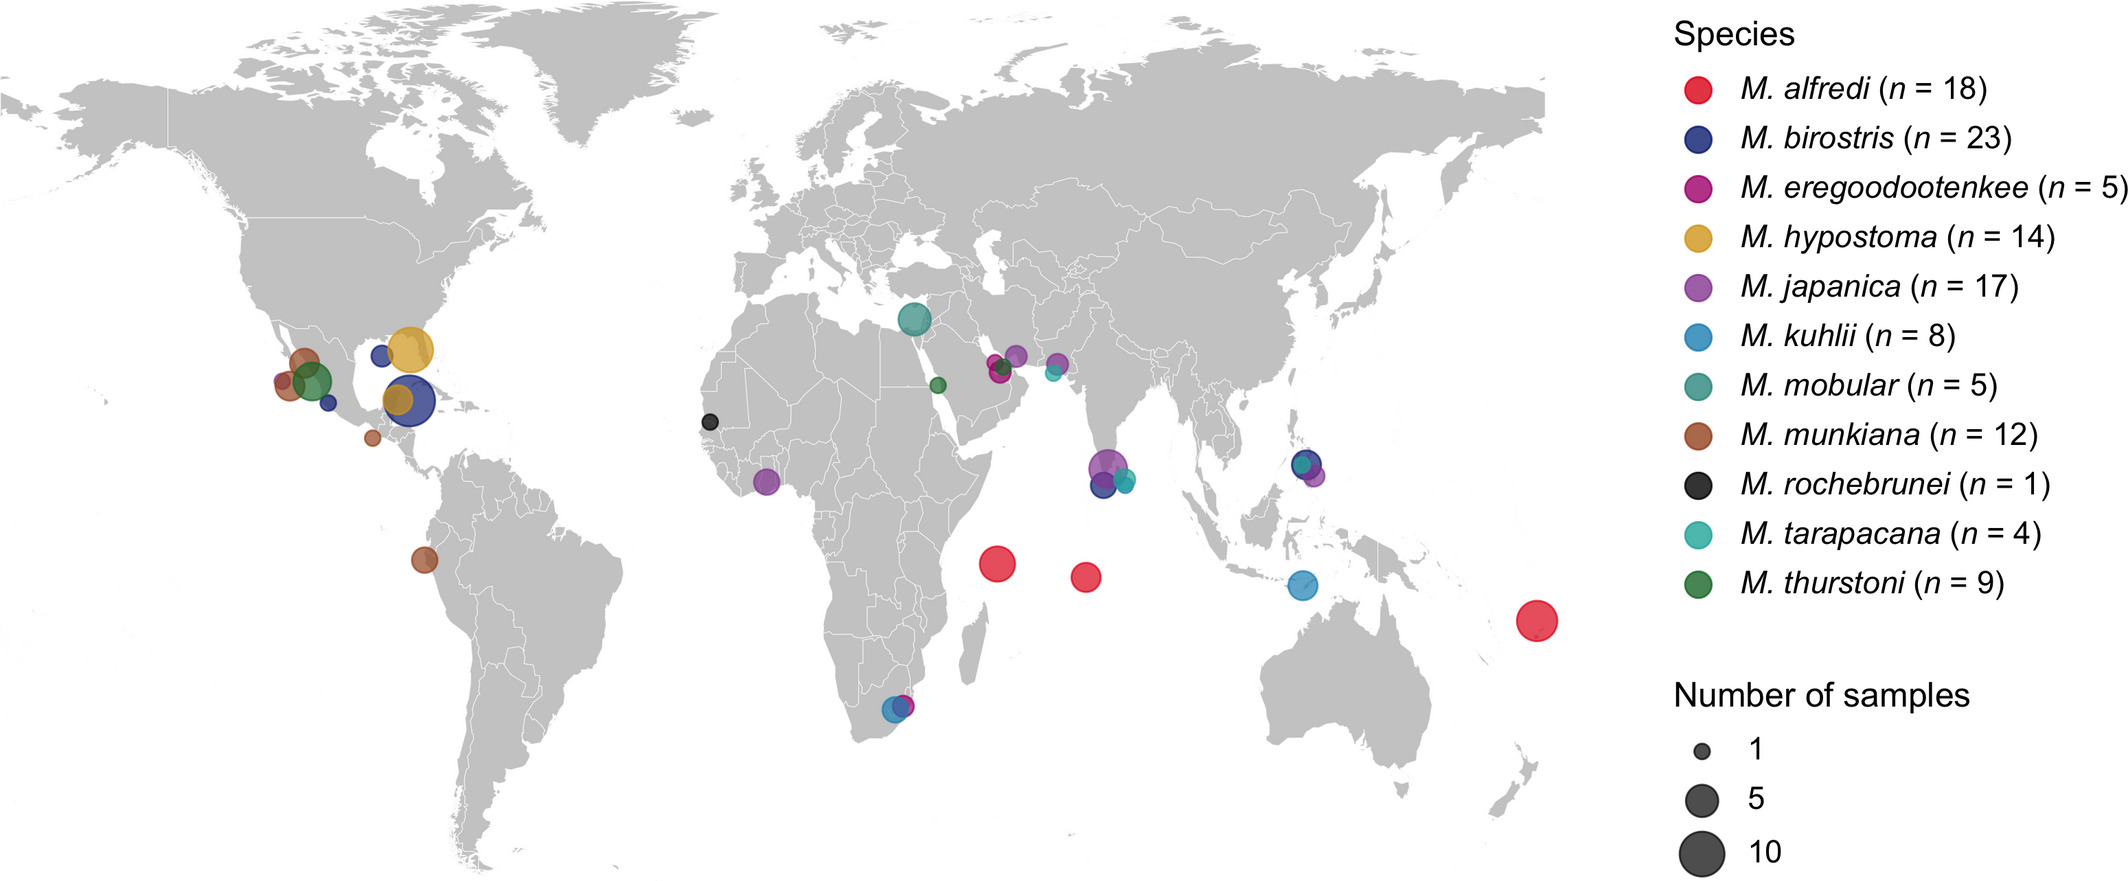 Species
M. alfredi (n = 18)
M. birostris (n = 23)
M. eregoodootenkee (n = 5)
M. hypostoma (n = 14)
M. japanica (n = 17)
M. kuhlii (n = 8)
M. mobular (n = 5)
M. munkiana (n = 12)
M. rochebrunei (n = 1)
M. tarapacana (n = 4)
M. thurstoni (n = 9)
Number of samples
1
5
10